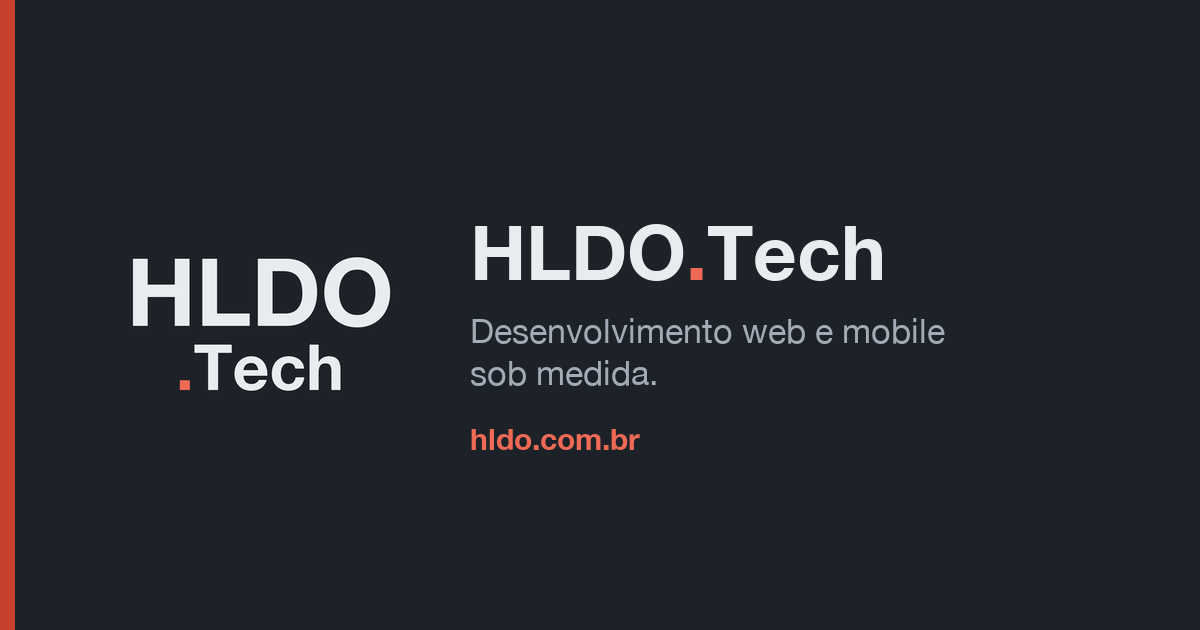 HLDO
.Tech
HLDO.Tech
Desenvolvimento web e mobile
sob medida.
hldo.com.br